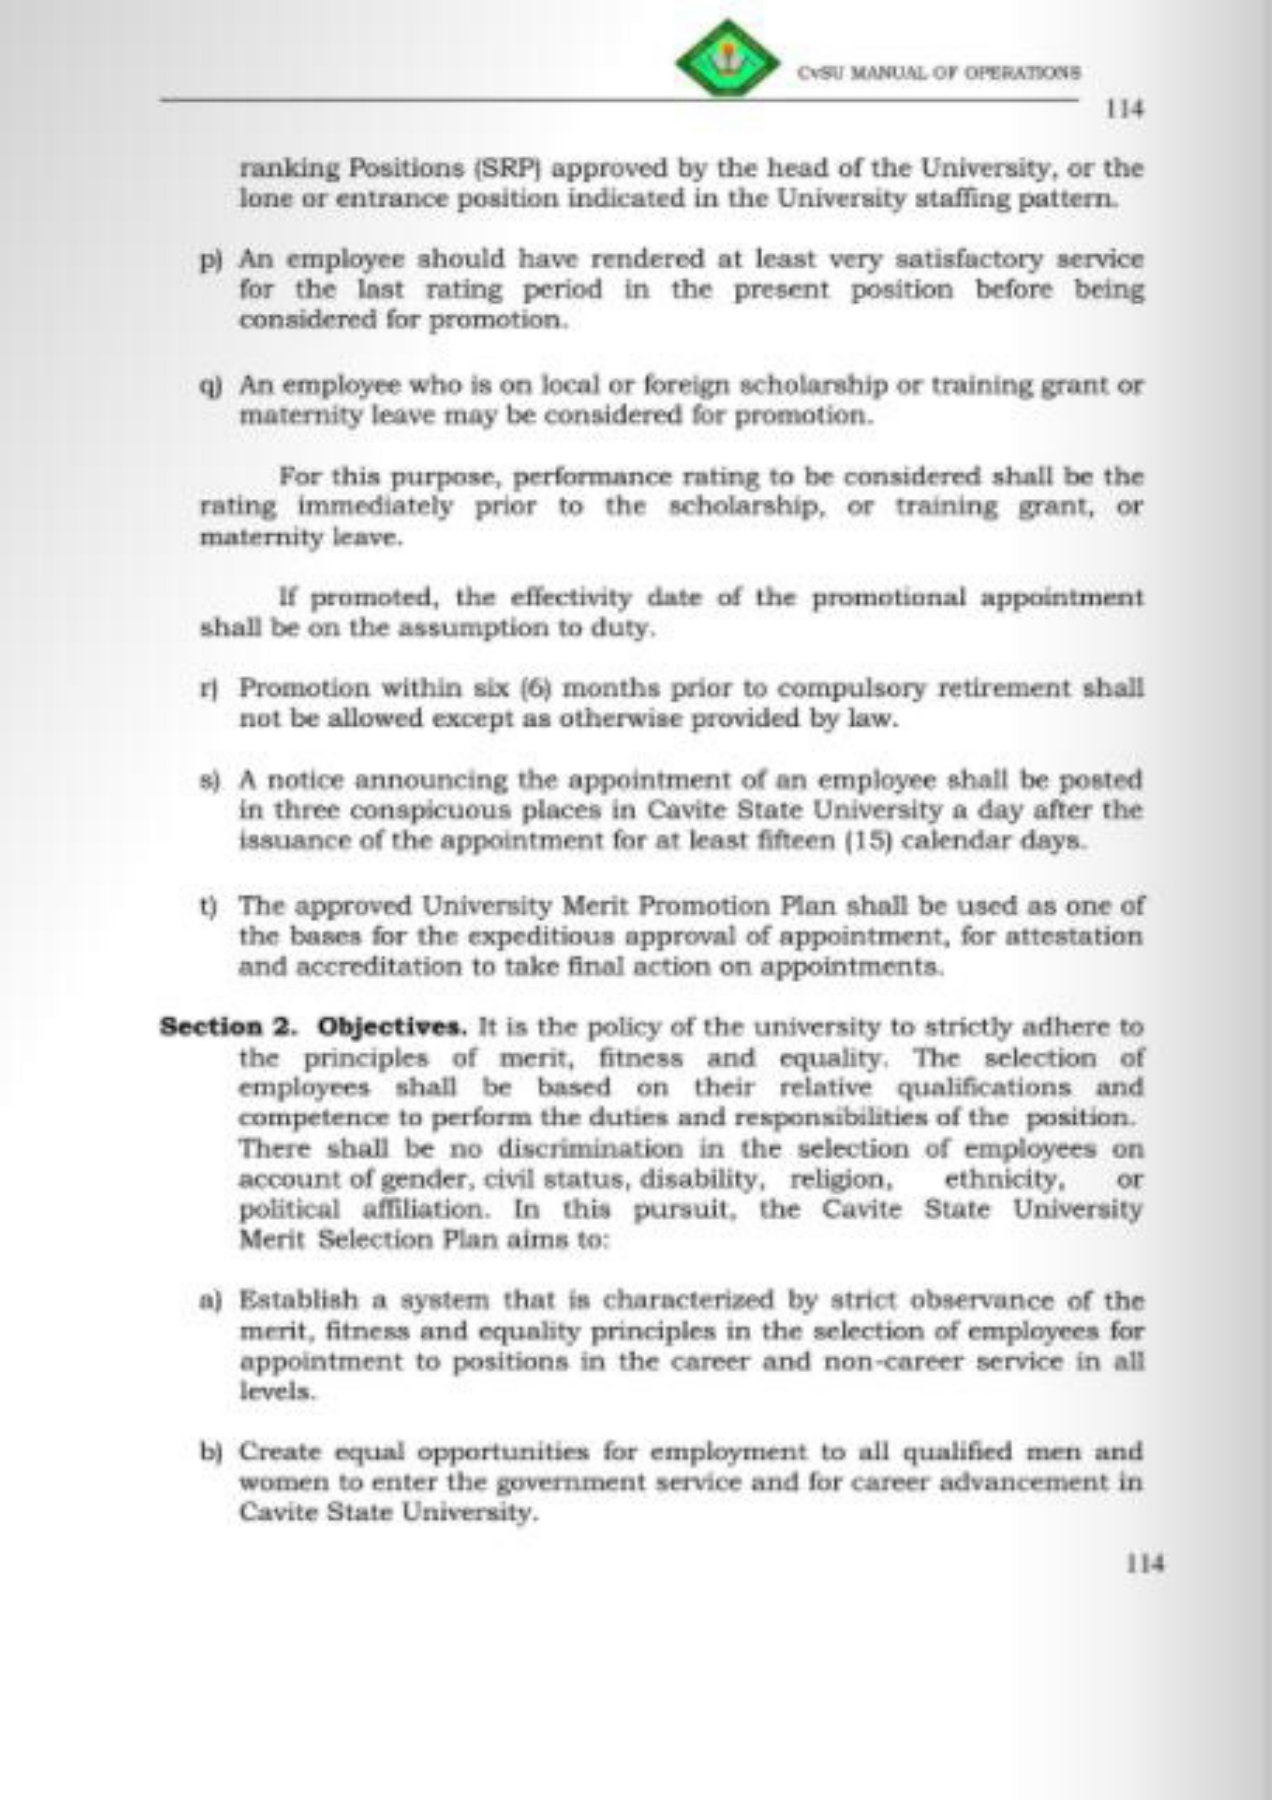 CvSU MANUAL OF OPERATIONS
114
ranking Positions (SRP) approved by the head of the University, or the
lone or entrance position indicated in the University staffing pattern.
p) An employee should have rendered at least very satisfactory service
for the last rating period in the present position before being
considered for promotion.
q) An employee who is on local or foreign scholarship or training grant or
maternity leave may be considered for promotion.
For this purpose, performance rating to be considered shall be the
rating immediately prior to the scholarship, or training grant, or
maternity leave.
If promoted, the effectivity date of the promotional appointment
shall be on the assumption to duty.
r) Promotion within six (6) months prior to compulsory retirement shall
not be allowed except as otherwise provided by law.
s) A notice announcing the appointment of an employee shall be posted
in three conspicuous places in Cavite State University a day after the
issuance of the appointment for at least fifteen (15) calendar days.
t) The approved University Merit Promotion Plan shall be used as one of
the bases for the expeditious approval of appointment, for attestation
and accreditation to take final action on appointments.
Section 2. Objectives. It is the policy of the university to strictly adhere to
the principles of merit, fitness and equality. The selection of
employees shall be based on their relative qualifications and
competence to perform the duties and responsibilities of the position.
There shall be no discrimination in the selection of employees on
account of gender, civil status, disability, religion, ethnicity, or
political affiliation. In this pursuit, the Cavite State University
Merit Selection Plan aims to:
a) Establish a system that is characterized by strict observance of the
merit, fitness and equality principles in the selection of employees for
appointment to positions in the career and non-career service in all
levels.
b) Create equal opportunities for employment to all qualified men and
women to enter the government service and for career advancement in
Cavite State University.
114